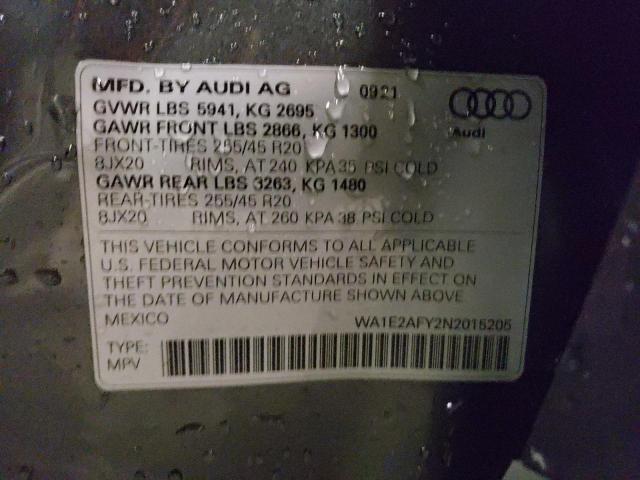 MFD. BY AUDI AG 0921
GVWR LBS 5941, KG 2695
GAWR FRONT LBS 2866, KG 1300
Audi
FRONT-TIRES 255/45 R20
8JX20 RIMS, AT 240 KPA 35 PSI COLD
GAWR REAR LBS 3263, KG 1480
REAR-TIRES 255/45 R20
8JX20 RIMS, AT 260 KPA 38 PSI COLD
THIS VEHICLE CONFORMS TO ALL APPLICABLE
U.S. FEDERAL MOTOR VEHICLE SAFETY AND
THEFT PREVENTION STANDARDS IN EFFECT ON
THE DATE OF MANUFACTURE SHOWN ABOVE
MEXICO WA1E2AFY2N2015205
TYPE:
MPV